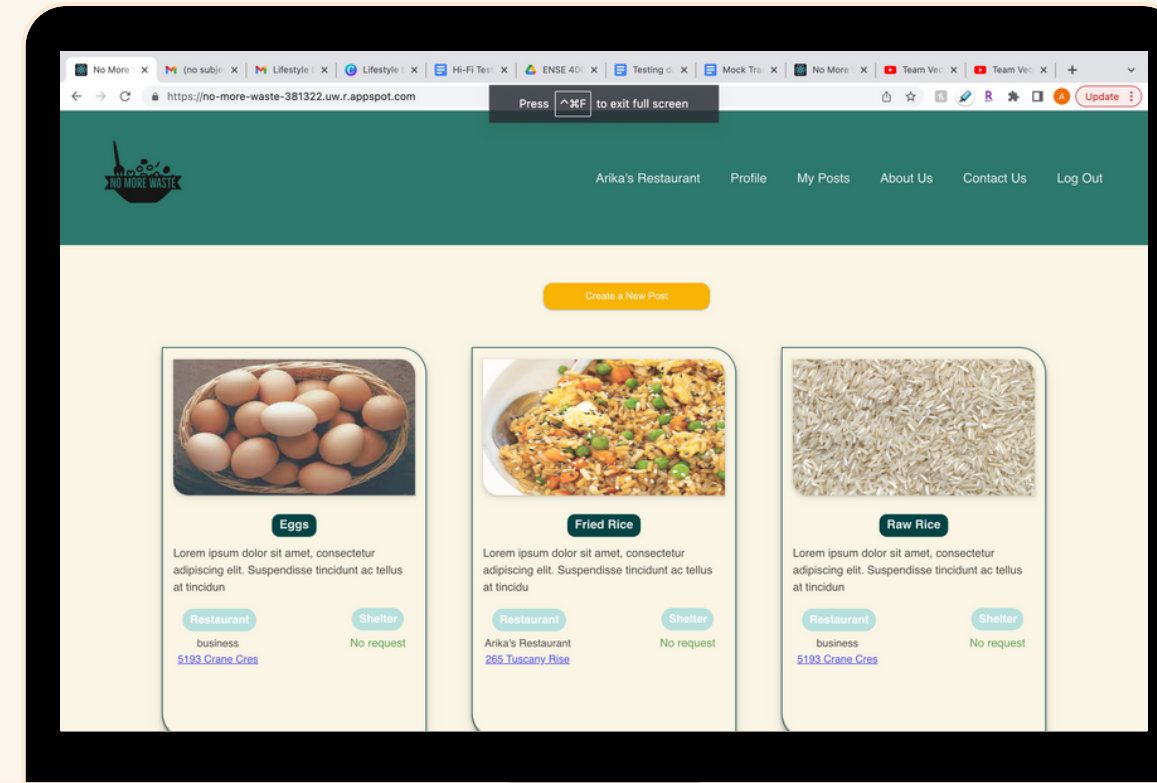 No More
(no subje
Lifestyle
Lifestyle
Hi-Fi Test
ENSE 40
Testing d
Mock Tra
No More
Team Vec
Team Vec
https://no-more-waste-381322.uw.r.appspot.com
Press ^⌘F to exit full screen
Update
NO MORE WASTE
Arika's Restaurant Profile My Posts About Us Contact Us Log Out
Create a New Post
Eggs
Lorem ipsum dolor sit amet, consectetur
adipiscing elit. Suspendisse tincidunt ac tellus
at tincidun
Restaurant Shelter
business No request
5193 Crane Cres
Fried Rice
Lorem ipsum dolor sit amet, consectetur
adipiscing elit. Suspendisse tincidunt ac tellus
at tincidu
Restaurant Shelter
Arika's Restaurant No request
265 Tuscany Rise
Raw Rice
Lorem ipsum dolor sit amet, consectetur
adipiscing elit. Suspendisse tincidunt ac tellus
at tincidun
Restaurant Shelter
business No request
5193 Crane Cres